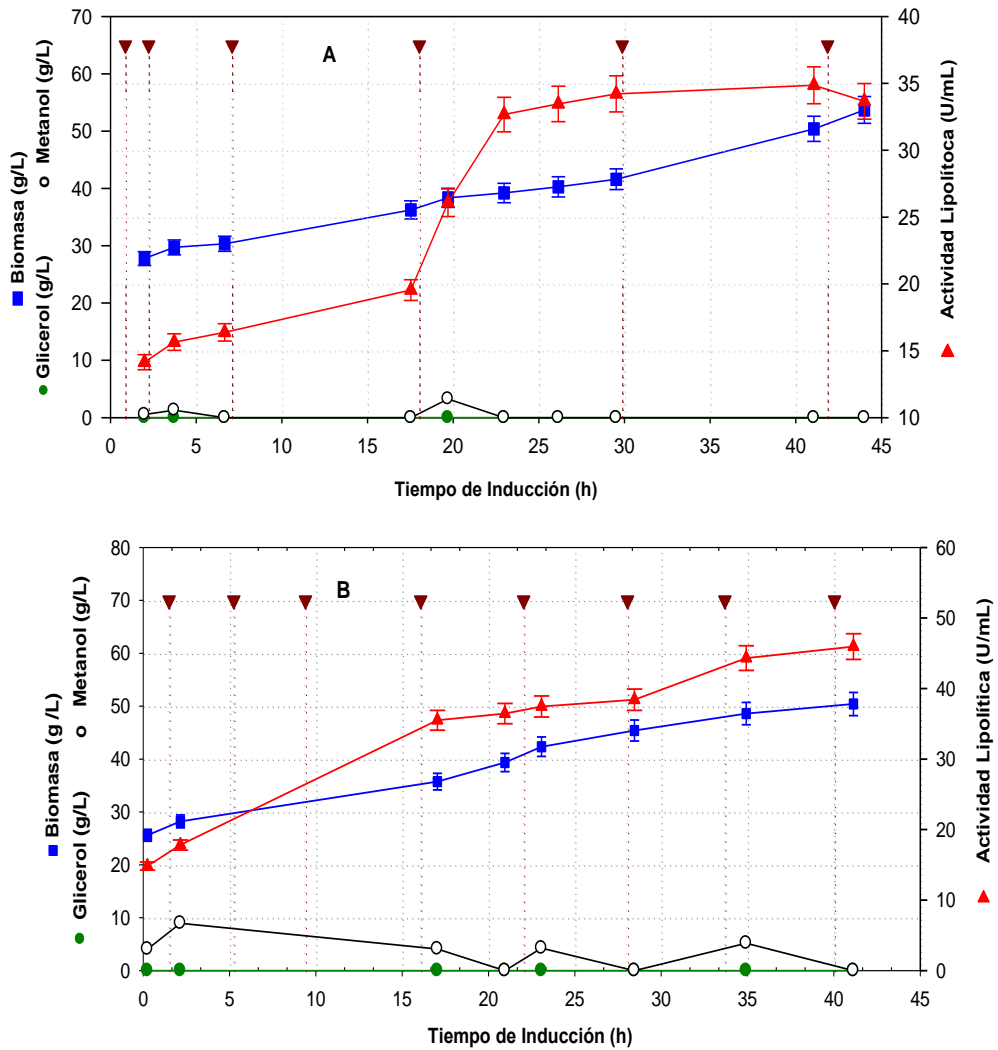 A
70
60
50
40
30
20
10
0
40
35
30
25
20
15
10
0 5 10 15 20 25 30 35 40 45
Glicerol (g/L) Biomasa (g/L)
o Metanol (g/L)
Actividad Lipolítoca (U/mL)
Tiempo de Inducción (h)
B
80
70
60
50
40
30
20
10
0
60
50
40
30
20
10
0
0 5 10 15 20 25 30 35 40 45
Glicerol (g/L) Biomasa (g /L)
o Metanol (g/L)
Actividad Lipolítica (U/mL)
Tiempo de Inducción (h)